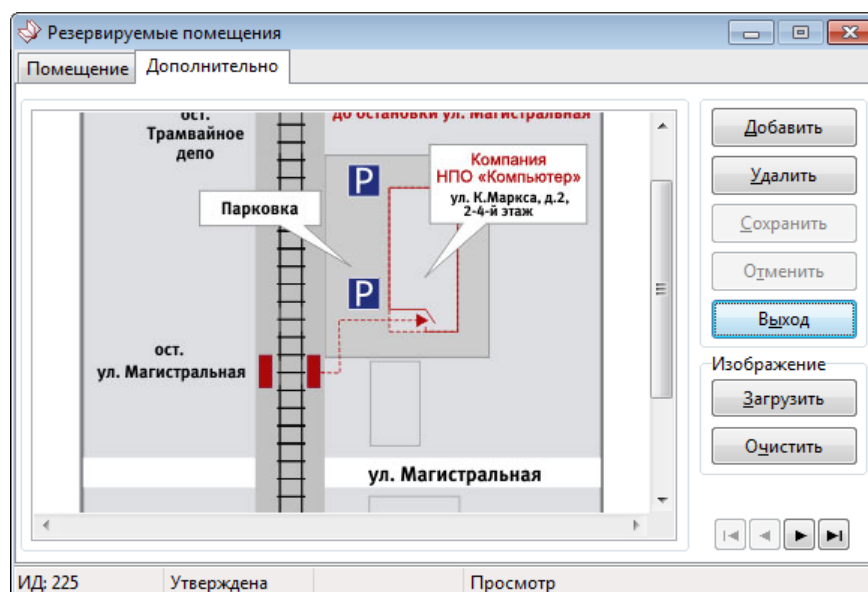 Резервируемые помещения
Помещение
Дополнительно
ост.
Трамвайное
депо
до остановки ул. Магистральная
Компания
НПО «Компьютер»
ул. К.Маркса, д.2,
2-4-й этаж
P
Парковка
P
ост.
ул. Магистральная
ул. Магистральная
Добавить
Удалить
Сохранить
Отменить
Выход
Изображение
Загрузить
Очистить
ИД: 225
Утверждена
Просмотр